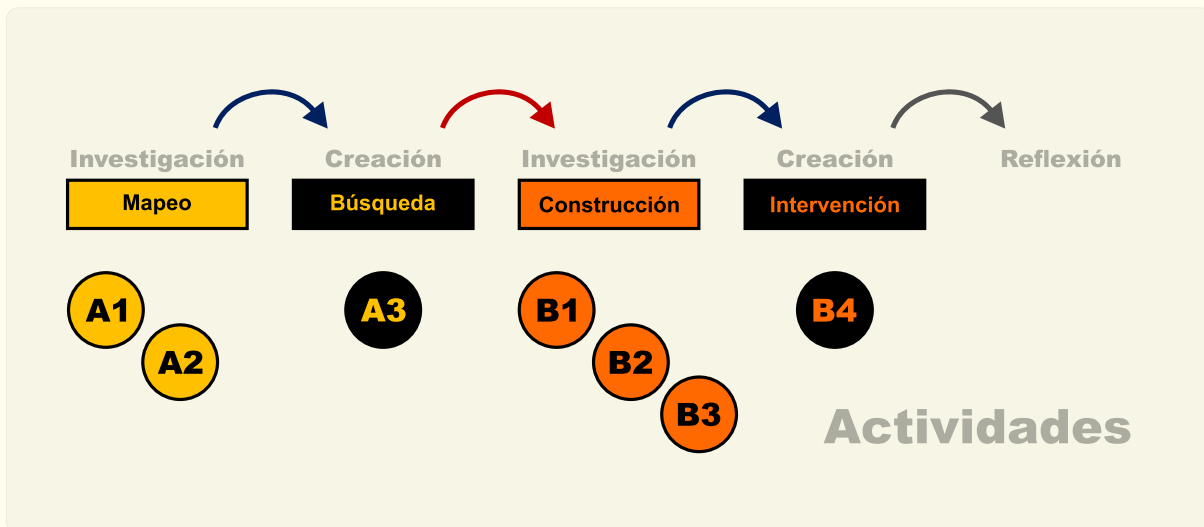 Investigación
Creación
Investigación
Creación
Reflexión
Mapeo
Búsqueda
Construcción
Intervención
A1
A3
B1
B4
A2
B2
B3
Actividades